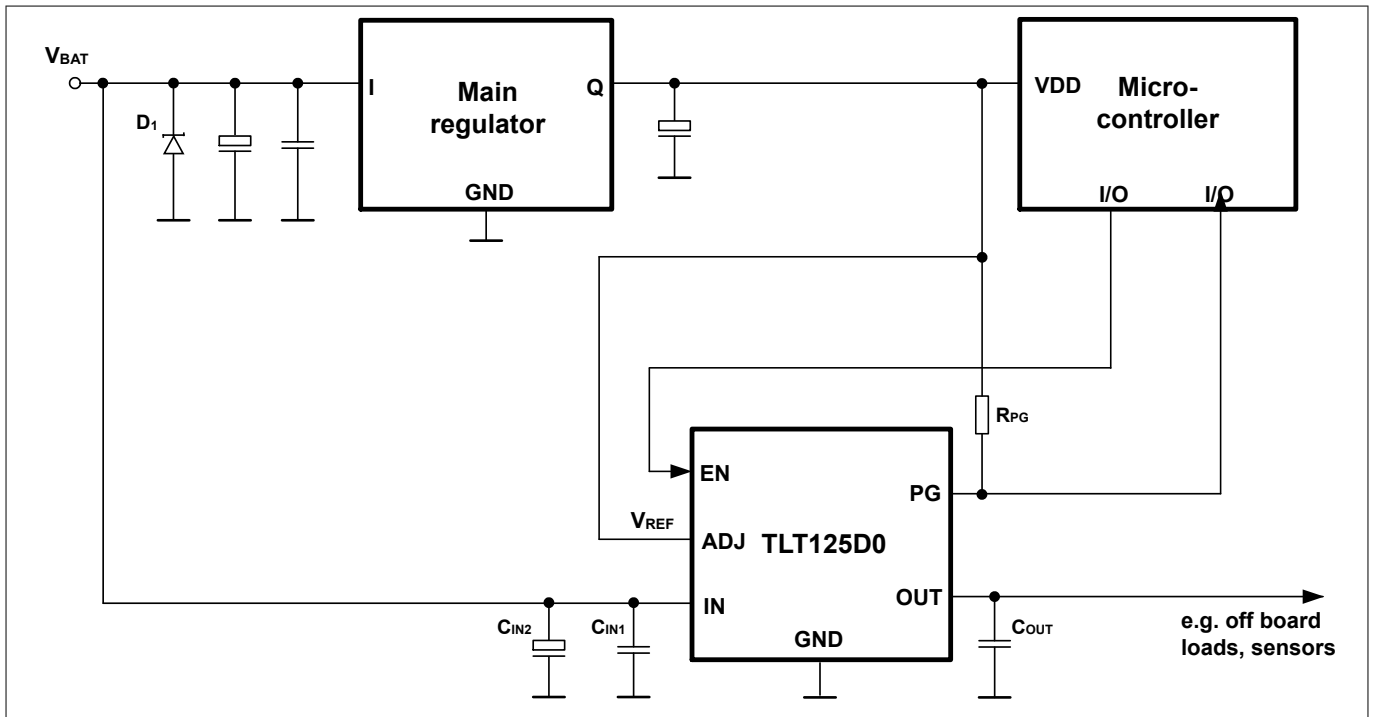 VBAT
I
Main
regulator
Q
GND
D1
VDD
Micro-
controller
I/O
I/O
RPG
EN
PG
VREF
ADJ
TLT125D0
IN
OUT
GND
CIN2
CIN1
COUT
e.g. off board
loads, sensors